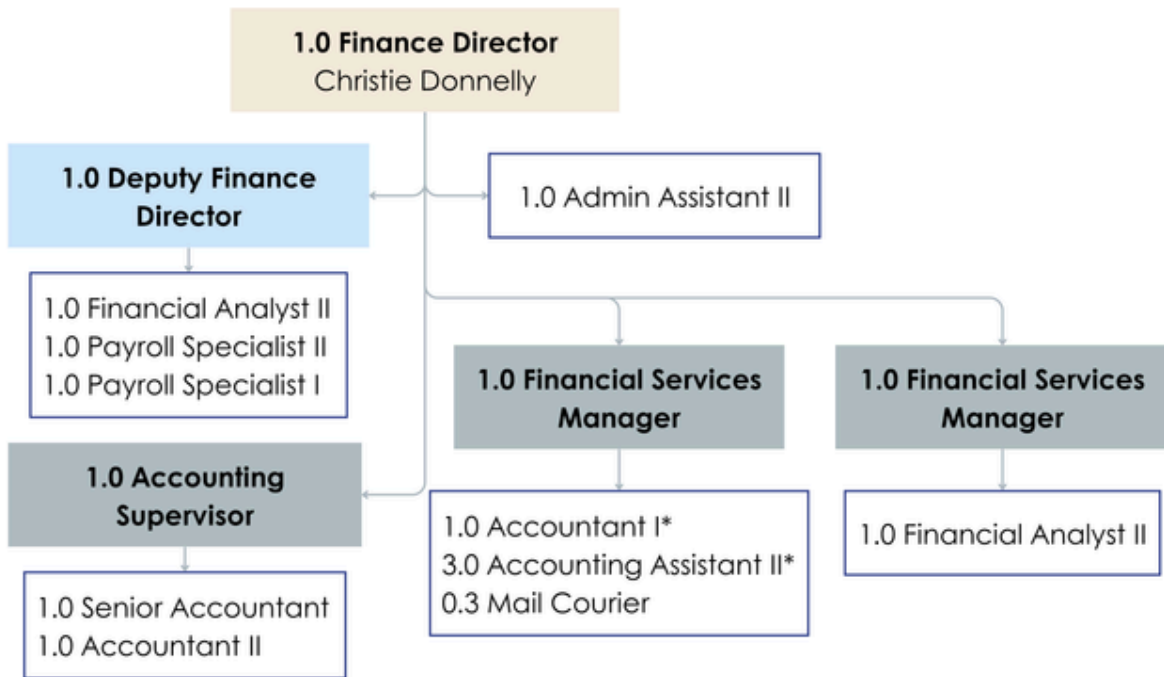 1.0 Finance Director
Christie Donnelly
1.0 Deputy Finance
Director
1.0 Admin Assistant II
1.0 Financial Analyst II
1.0 Payroll Specialist II
1.0 Payroll Specialist I
1.0 Financial Services
Manager
1.0 Financial Services
Manager
1.0 Accounting
Supervisor
1.0 Accountant I*
3.0 Accounting Assistant II*
0.3 Mail Courier
1.0 Financial Analyst II
1.0 Senior Accountant
1.0 Accountant II